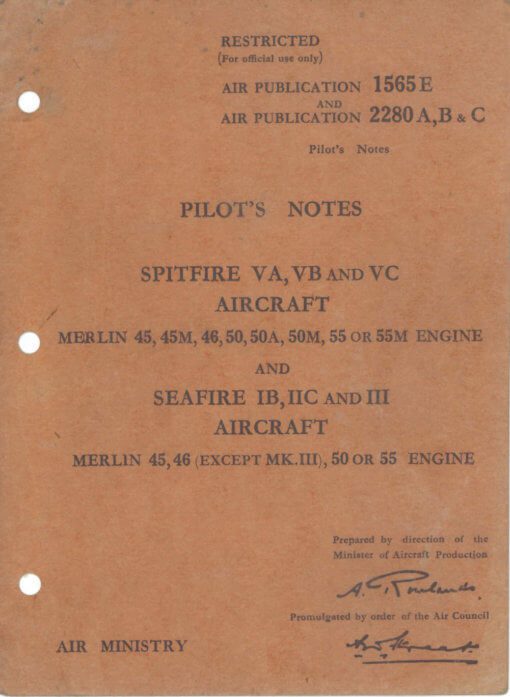 RESTRICTED
(For official use only)
AIR PUBLICATION 1565 E
AND
AIR PUBLICATION 2280 A, B & C
Pilot's Notes
PILOT'S NOTES
SPITFIRE VA, VB AND VC
AIRCRAFT
MERLIN 45, 45M, 46, 50, 50A, 50M, 55 OR 55M ENGINE
AND
SEAFIRE IB, IIC AND III
AIRCRAFT
MERLIN 45, 46 (EXCEPT MK.III), 50 OR 55 ENGINE
Prepared by direction of the
Minister of Aircraft Production
A. Rowlands.
Promulgated by order of the Air Council
AIR MINISTRY